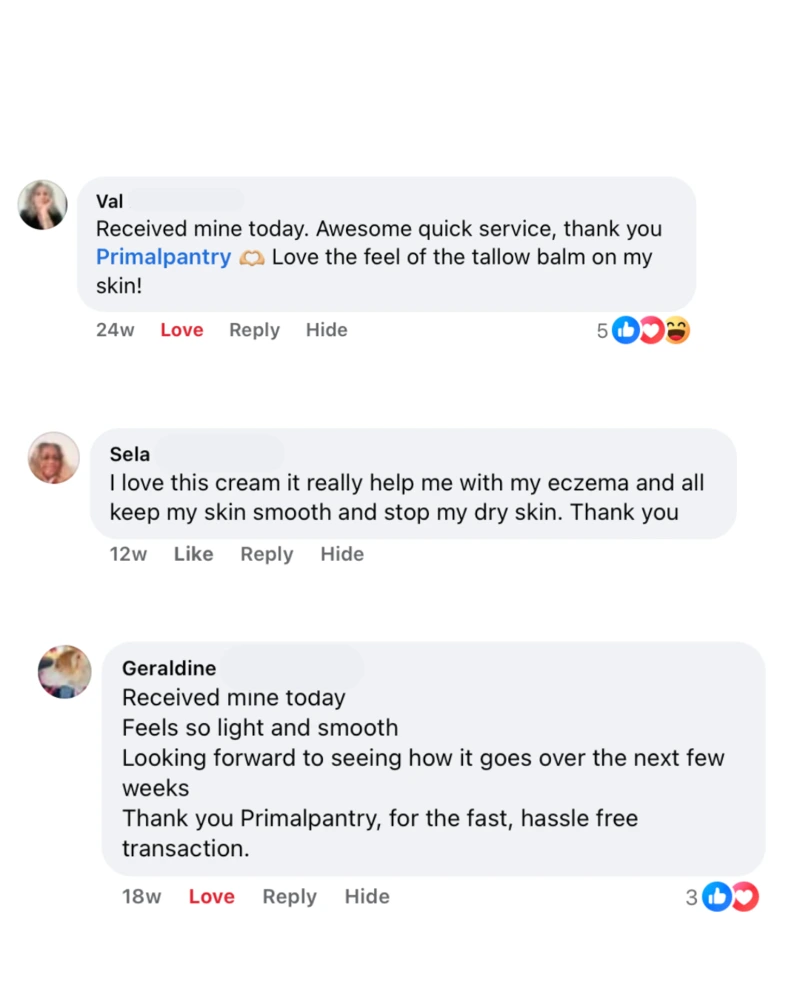 Val
Received mine today. Awesome quick service, thank you
Primalpantry 🫶🏼 Love the feel of the tallow balm on my
skin!
24w Love Reply Hide 5
Sela
I love this cream it really help me with my eczema and all
keep my skin smooth and stop my dry skin. Thank you
12w Like Reply Hide
Geraldine
Received mine today
Feels so light and smooth
Looking forward to seeing how it goes over the next few
weeks
Thank you Primalpantry, for the fast, hassle free
transaction.
18w Love Reply Hide 3